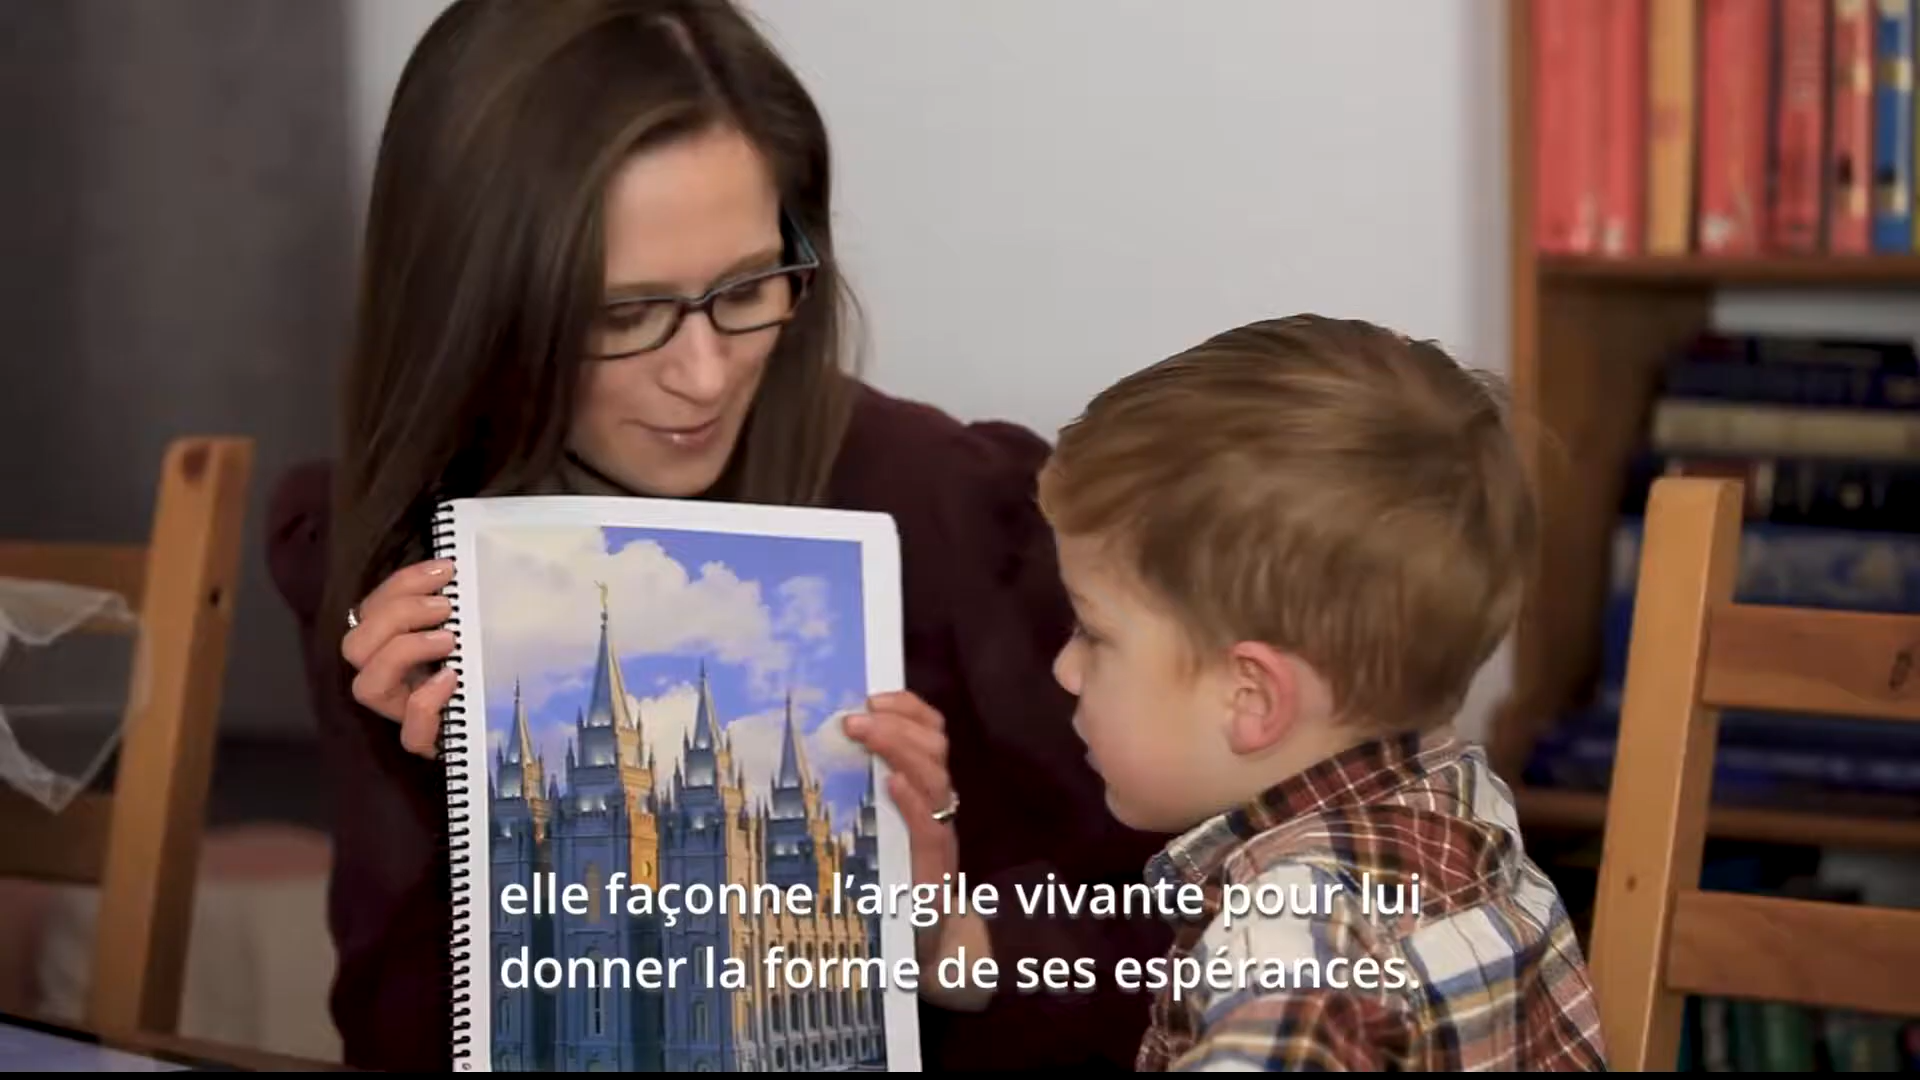 elle façonne l’argile vivante pour lui
donner la forme de ses espérances.